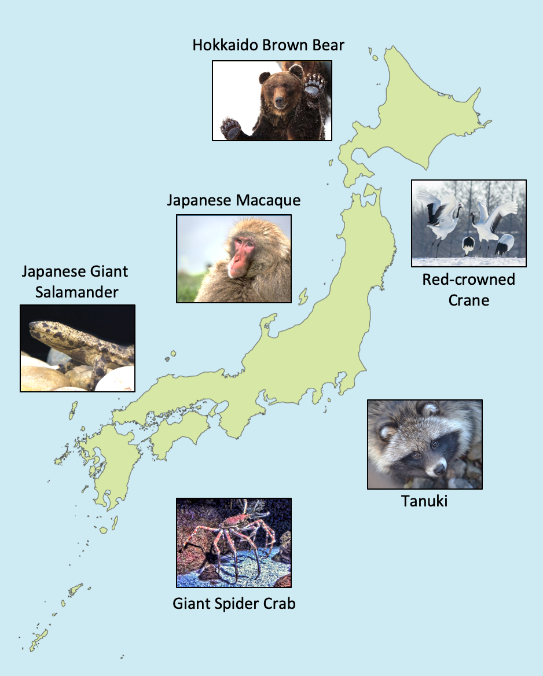 Hokkaido Brown Bear
Japanese Macaque
Red-crowned
Crane
Japanese Giant
Salamander
Tanuki
Giant Spider Crab